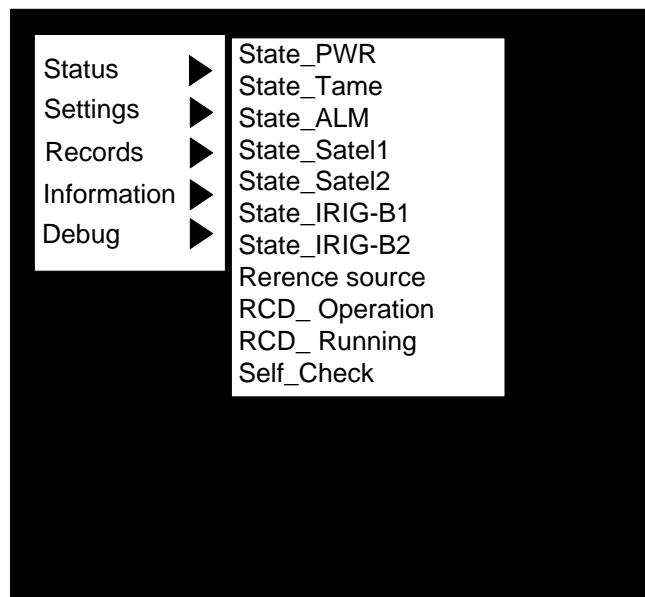 Status
Settings
Records
Information
Debug
State_PWR
State_Tame
State_ALM
State_Satel1
State_Satel2
State_IRIG-B1
State_IRIG-B2
Rerence source
RCD_ Operation
RCD_ Running
Self_Check